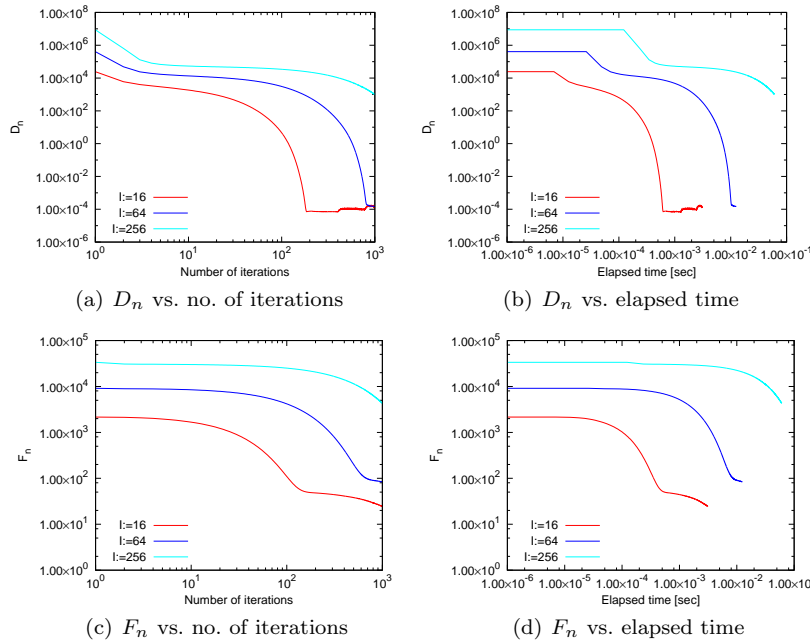 1.00×10^8
1.00×10^6
1.00×10^4
1.00×10^2
1.00×10^0
1.00×10^-2
1.00×10^-4
1.00×10^-6
D_n
I:=16
I:=64
I:=256
10^0 10^1 10^2 10^3
Number of iterations
(a) D_n vs. no. of iterations
1.00×10^8
1.00×10^6
1.00×10^4
1.00×10^2
1.00×10^0
1.00×10^-2
1.00×10^-4
1.00×10^-6
D_n
I:=16
I:=64
I:=256
1.00×10^-6 1.00×10^-5 1.00×10^-4 1.00×10^-3 1.00×10^-2 1.00×10^-1
Elapsed time [sec]
(b) D_n vs. elapsed time
1.00×10^5
1.00×10^4
1.00×10^3
1.00×10^2
1.00×10^1
1.00×10^0
F_n
I:=16
I:=64
I:=256
10^0 10^1 10^2 10^3
Number of iterations
(c) F_n vs. no. of iterations
1.00×10^5
1.00×10^4
1.00×10^3
1.00×10^2
1.00×10^1
1.00×10^0
F_n
I:=16
I:=64
I:=256
1.00×10^-6 1.00×10^-5 1.00×10^-4 1.00×10^-3 1.00×10^-2 1.00×10
Elapsed time [sec]
(d) F_n vs. elapsed time